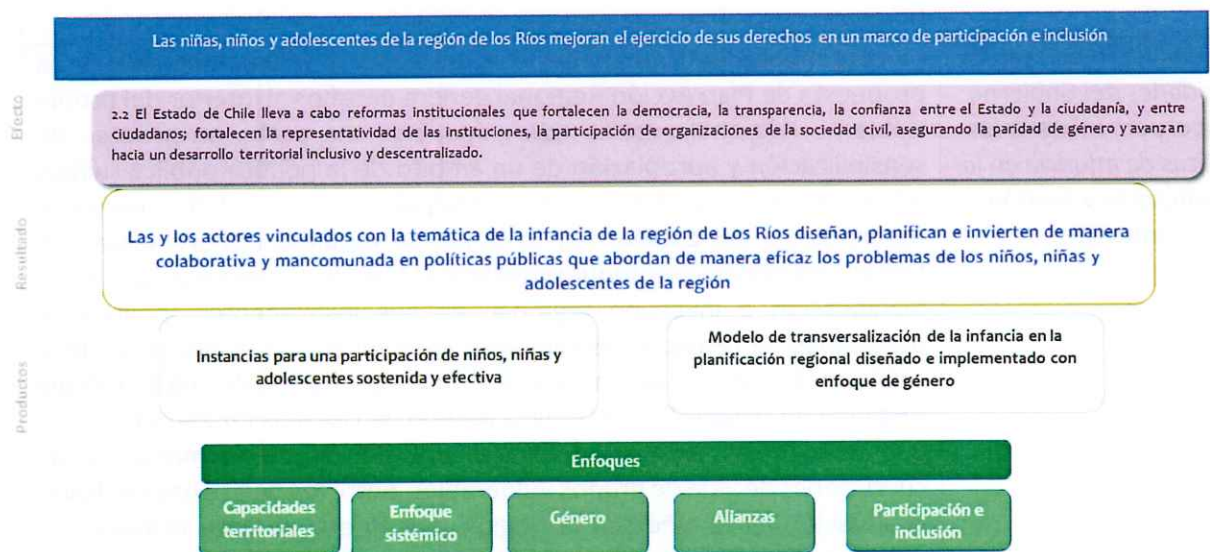 Las niñas, niños y adolescentes de la región de los Ríos mejoran el ejercicio de sus derechos en un marco de participación e inclusión
Efecto
2.2 El Estado de Chile lleva a cabo reformas institucionales que fortalecen la democracia, la transparencia, la confianza entre el Estado y la ciudadanía, y entre
ciudadanos; fortalecen la representatividad de las instituciones, la participación de organizaciones de la sociedad civil, asegurando la paridad de género y avanzan
hacia un desarrollo territorial inclusivo y descentralizado.
Resultado
Las y los actores vinculados con la temática de la infancia de la región de Los Ríos diseñan, planifican e invierten de manera
colaborativa y mancomunada en políticas públicas que abordan de manera eficaz los problemas de los niños, niñas y
adolescentes de la región
Productos
Instancias para una participación de niños, niñas y
adolescentes sostenida y efectiva
Modelo de transversalización de la infancia en la
planificación regional diseñado e implementado con
enfoque de género
Enfoques
Capacidades
territoriales
Enfoque
sistémico
Género
Alianzas
Participación e
inclusión